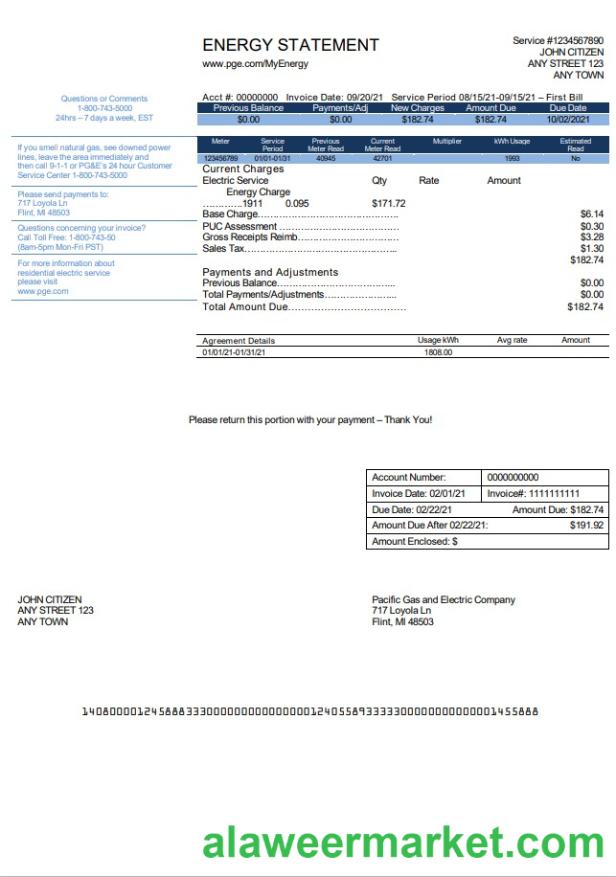 ENERGY STATEMENT
www.pge.com/MyEnergy
Service #1234567890
JOHN CITIZEN
ANY STREET 123
ANY TOWN
Questions or Comments
1-800-743-5000
24hrs – 7 days a week, EST
If you smell natural gas, see downed power
lines, leave the area immediately and
then call 9-1-1 or PG&E's 24 hour Customer
Service Center 1-800-743-5000
Please send payments to:
717 Loyola Ln
Flint, MI 48503
Questions concerning your invoice?
Call Toll Free: 1-800-743-50
(8am-5pm Mon-Fri PST)
For more information about
residential electric service
please visit
www.pge.com
Acct #: 00000000 Invoice Date: 09/20/21 Service Period 08/15/21-09/15/21 – First Bill
Previous Balance Payments/Adj New Charges Amount Due Due Date
$0.00 $0.00 $182.74 $182.74 10/02/2021
Meter Service Period Previous Meter Read Current Meter Read Multiplier kWh Usage Estimated Read
123456789 01/01-01/31 40945 42701 1993 No
Current Charges
Electric Service Qty Rate Amount
Energy Charge
.............1911 0.095 $171.72
Base Charge.......................................... $6.14
PUC Assessment ................................... $0.30
Gross Receipts Reimb............................ $3.28
Sales Tax............................................... $1.30
$182.74
Payments and Adjustments
Previous Balance.................................... $0.00
Total Payments/Adjustments..................... $0.00
Total Amount Due................................... $182.74
Agreement Details Usage kWh Avg rate Amount
01/01/21-01/31/21 1808.00
Please return this portion with your payment – Thank You!
Account Number: 0000000000
Invoice Date: 02/01/21 Invoice#: 1111111111
Due Date: 02/22/21 Amount Due: $182.74
Amount Due After 02/22/21: $191.92
Amount Enclosed: $
JOHN CITIZEN
ANY STREET 123
ANY TOWN
Pacific Gas and Electric Company
717 Loyola Ln
Flint, MI 48503
alaweermarket.com